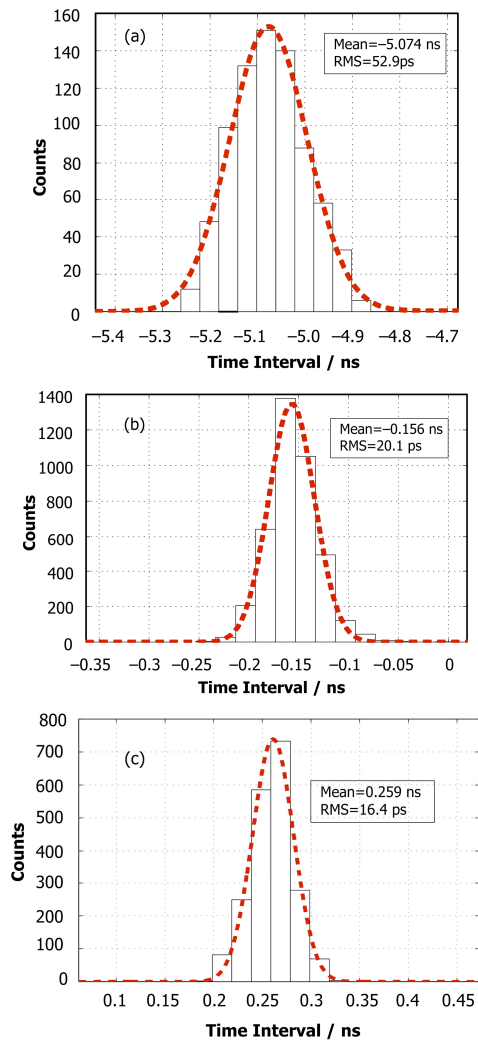 (a)
Mean=−5.074 ns
RMS=52.9ps
160
140
120
100
80
60
40
20
0
Counts
−5.4 −5.3 −5.2 −5.1 −5.0 −4.9 −4.8 −4.7
Time Interval / ns
(b)
Mean=−0.156 ns
RMS=20.1 ps
1400
1200
1000
800
600
400
200
0
Counts
−0.35 −0.3 −0.25 −0.2 −0.15 −0.1 −0.05 0
Time Interval / ns
(c)
Mean=0.259 ns
RMS=16.4 ps
800
700
600
500
400
300
200
100
0
Counts
0.1 0.15 0.2 0.25 0.3 0.35 0.4 0.45
Time Interval / ns